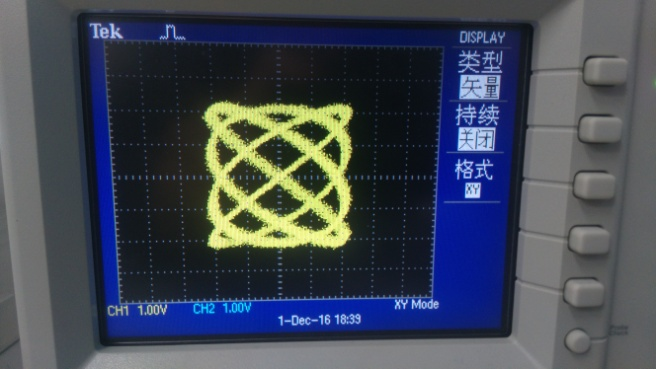 Tek
DISPLAY
类型
矢量
持续
关闭
格式
XY
CH1 1.00V CH2 1.00V XY Mode
1-Dec-16 18:39